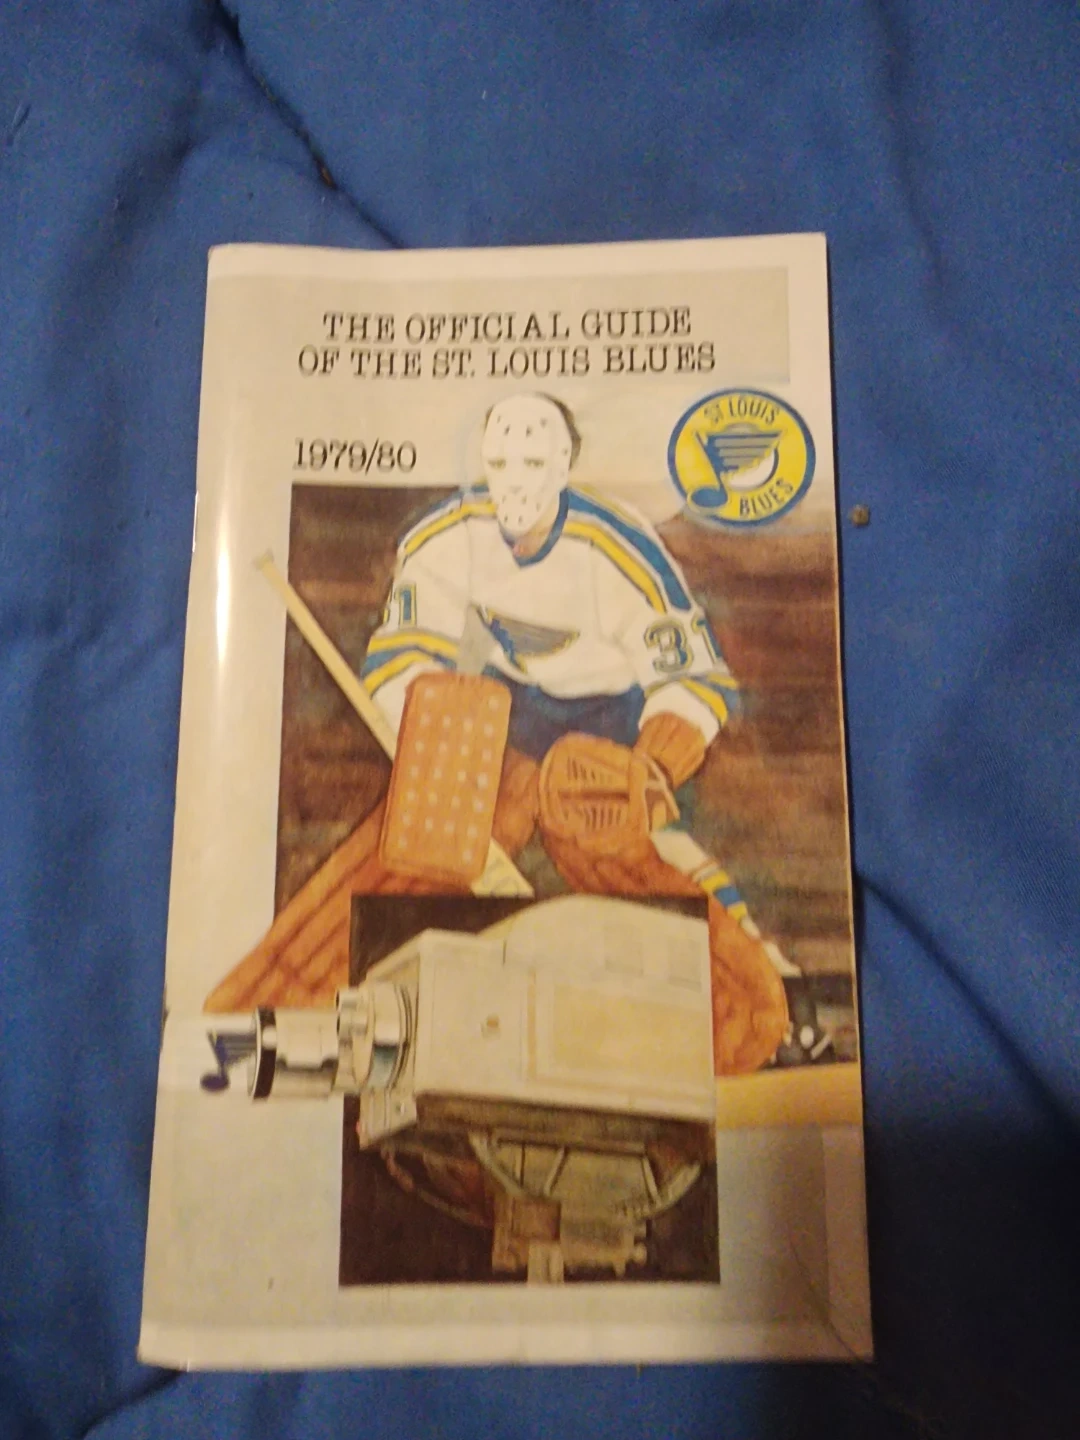 THE OFFICIAL GUIDE
OF THE ST. LOUIS BLUES
1979/80
ST LOUIS
BLUES
31
31